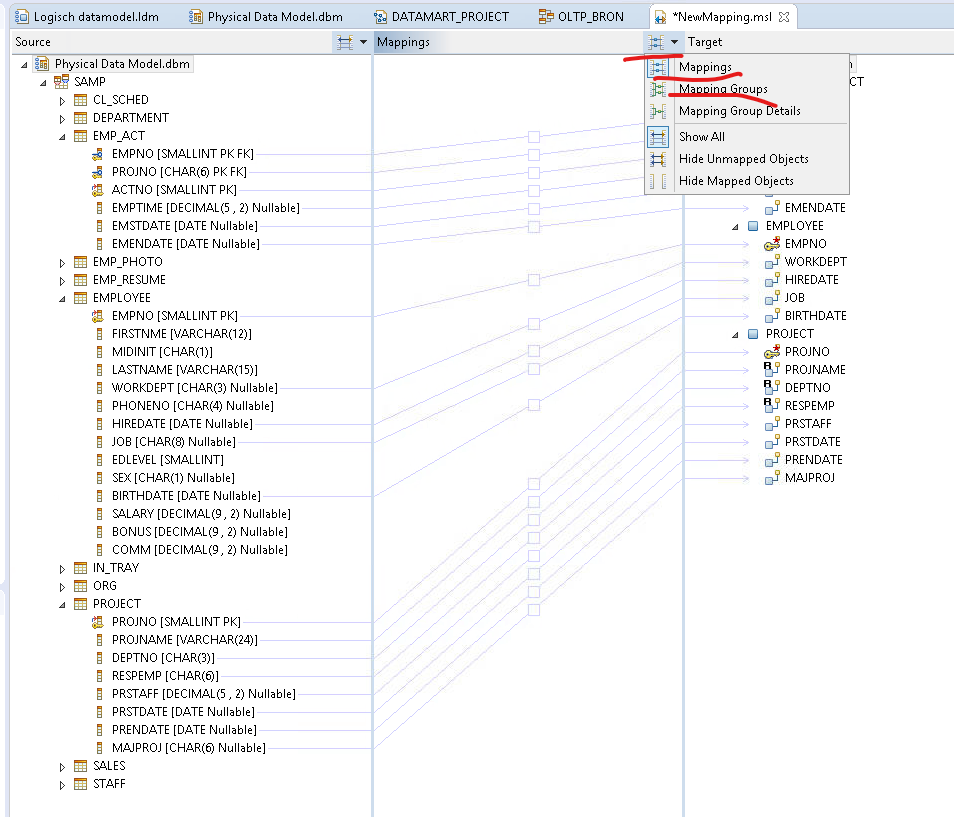 Logisch datamodel.ldm Physical Data Model.dbm DATAMART_PROJECT OLTP_BRON *NewMapping.msl
Source Mappings Target
Physical Data Model.dbm
SAMP
CL_SCHED
DEPARTMENT
EMP_ACT
EMPNO [SMALLINT PK FK]
PROJNO [CHAR(6) PK FK]
ACTNO [SMALLINT PK]
EMPTIME [DECIMAL(5 , 2) Nullable]
EMSTDATE [DATE Nullable]
EMENDATE [DATE Nullable]
EMP_PHOTO
EMP_RESUME
EMPLOYEE
EMPNO [SMALLINT PK]
FIRSTNME [VARCHAR(12)]
MIDINIT [CHAR(1)]
LASTNAME [VARCHAR(15)]
WORKDEPT [CHAR(3) Nullable]
PHONENO [CHAR(4) Nullable]
HIREDATE [DATE Nullable]
JOB [CHAR(8) Nullable]
EDLEVEL [SMALLINT]
SEX [CHAR(1) Nullable]
BIRTHDATE [DATE Nullable]
SALARY [DECIMAL(9 , 2) Nullable]
BONUS [DECIMAL(9 , 2) Nullable]
COMM [DECIMAL(9 , 2) Nullable]
IN_TRAY
ORG
PROJECT
PROJNO [SMALLINT PK]
PROJNAME [VARCHAR(24)]
DEPTNO [CHAR(3)]
RESPEMP [CHAR(6)]
PRSTAFF [DECIMAL(5 , 2) Nullable]
PRSTDATE [DATE Nullable]
PRENDATE [DATE Nullable]
MAJPROJ [CHAR(6) Nullable]
SALES
STAFF
Mappings
Mapping Groups
Mapping Group Details
Show All
Hide Unmapped Objects
Hide Mapped Objects
EMENDATE
EMPLOYEE
EMPNO
WORKDEPT
HIREDATE
JOB
BIRTHDATE
PROJECT
PROJNO
PROJNAME
DEPTNO
RESPEMP
PRSTAFF
PRSTDATE
PRENDATE
MAJPROJ